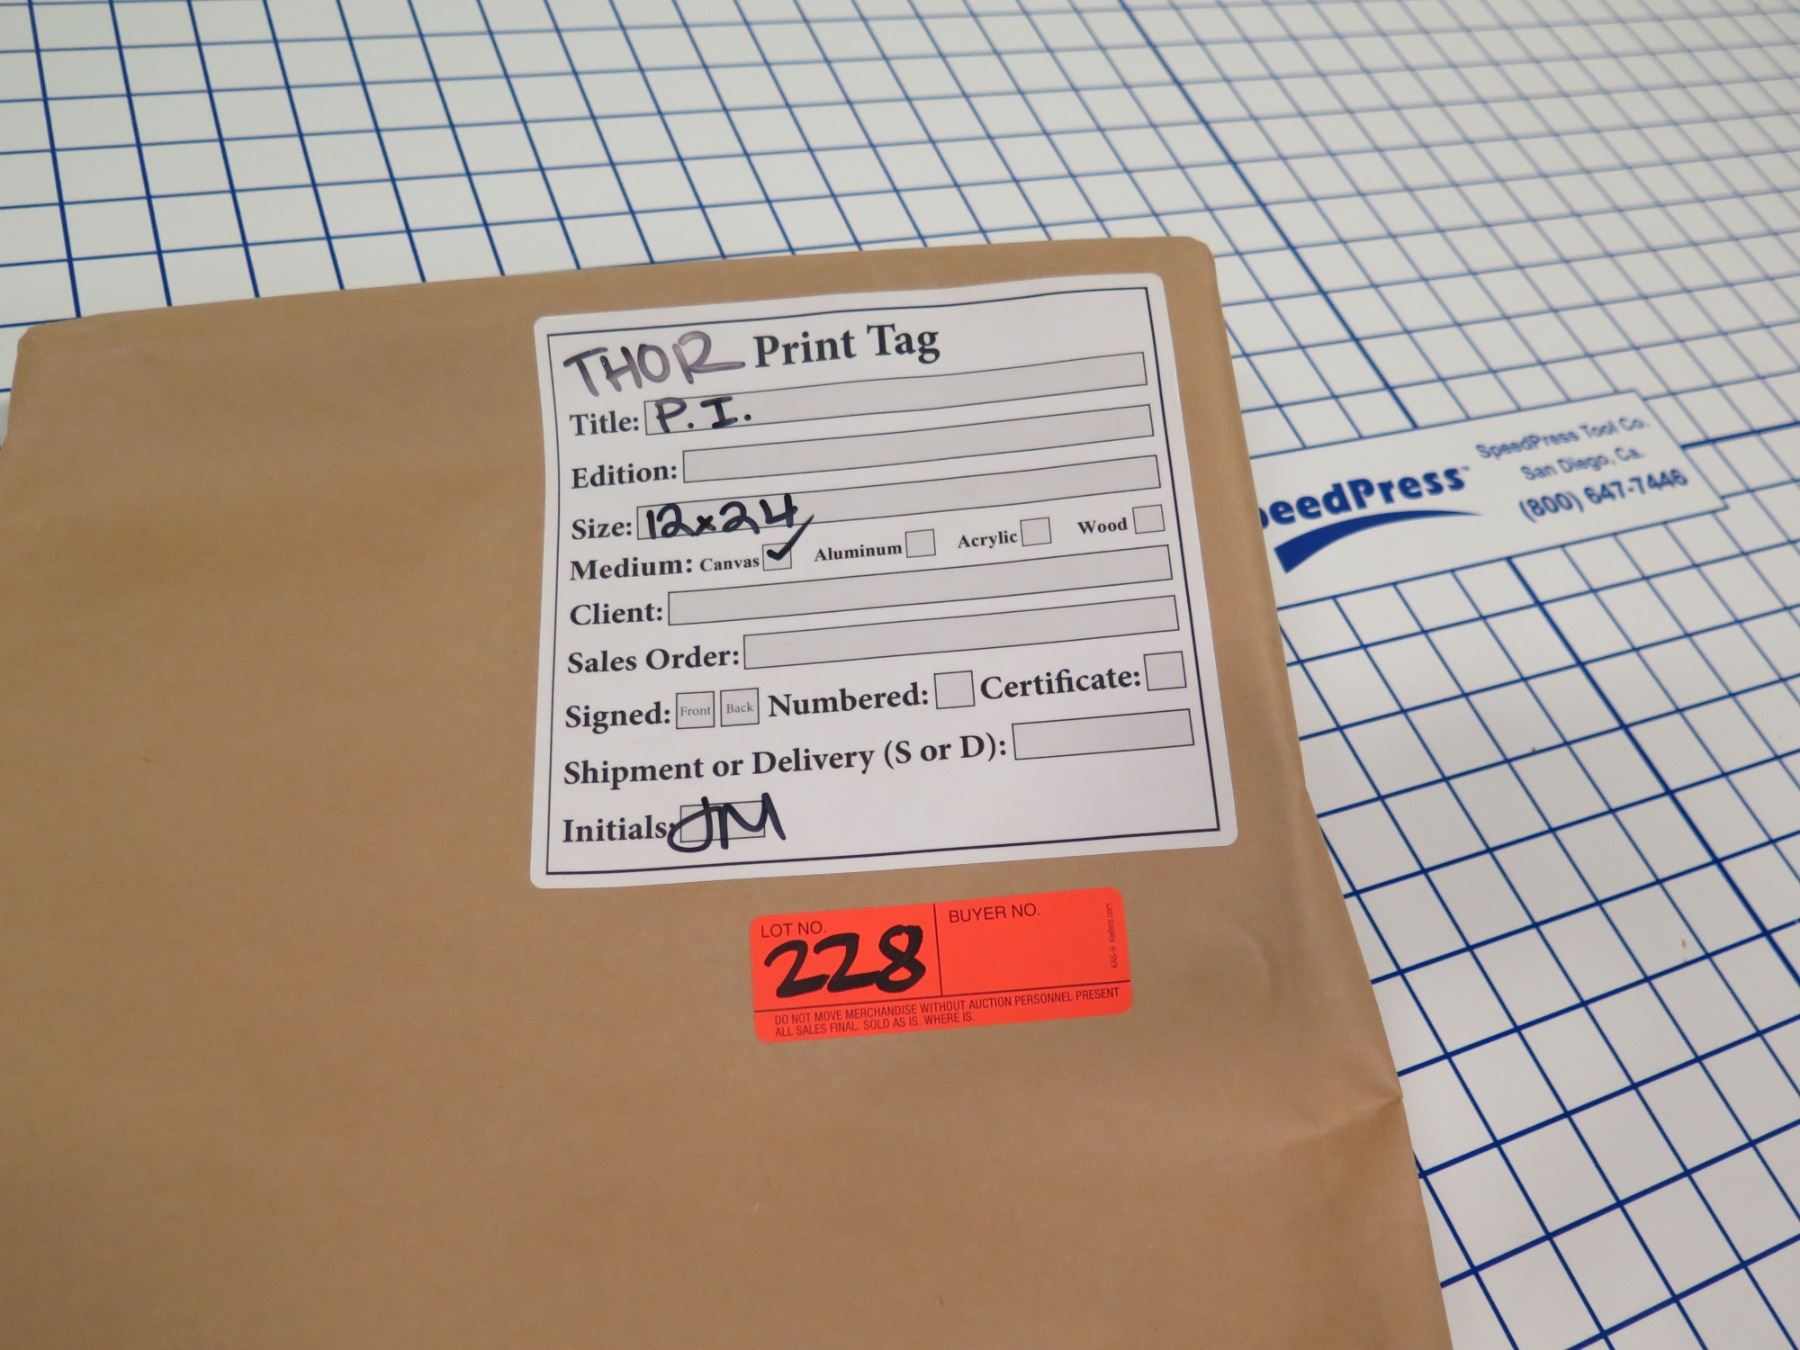 THOR Print Tag
Title: P.I.
Edition:
Size: 12x24
Medium: Canvas ✓ Aluminum Acrylic Wood
Client:
Sales Order:
Signed: Front Back Numbered: Certificate:
Shipment or Delivery (S or D):
Initials: JM
LOT NO. 228
BUYER NO.
DO NOT MOVE MERCHANDISE WITHOUT AUCTION PERSONNEL PRESENT
ALL SALES FINAL. SOLD AS IS. WHERE IS.
eedPress™
SpeedPress Tool Co.
San Diego, Ca.
(800) 647-7446